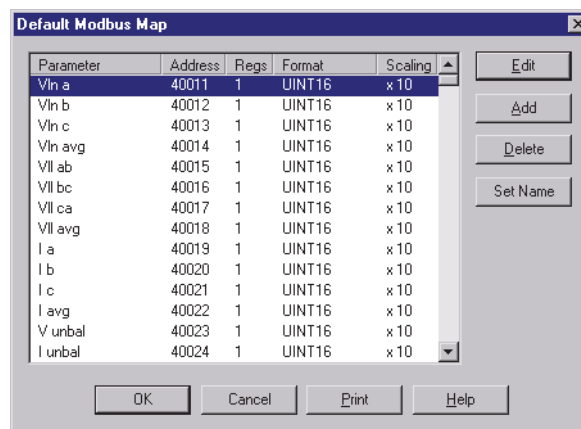 Default Modbus Map
Parameter Address Regs Format Scaling
Vln a 40011 1 UINT16 x 10
Vln b 40012 1 UINT16 x 10
Vln c 40013 1 UINT16 x 10
Vln avg 40014 1 UINT16 x 10
Vll ab 40015 1 UINT16 x 10
Vll bc 40016 1 UINT16 x 10
Vll ca 40017 1 UINT16 x 10
Vll avg 40018 1 UINT16 x 10
I a 40019 1 UINT16 x 10
I b 40020 1 UINT16 x 10
I c 40021 1 UINT16 x 10
I avg 40022 1 UINT16 x 10
V unbal 40023 1 UINT16 x 10
I unbal 40024 1 UINT16 x 10
Edit
Add
Delete
Set Name
OK Cancel Print Help